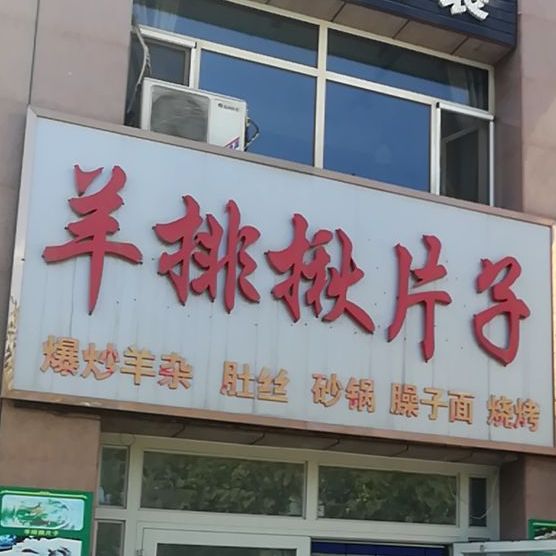 羊排揪片子
爆炒羊杂 肚丝 砂锅 臊子面 烧烤